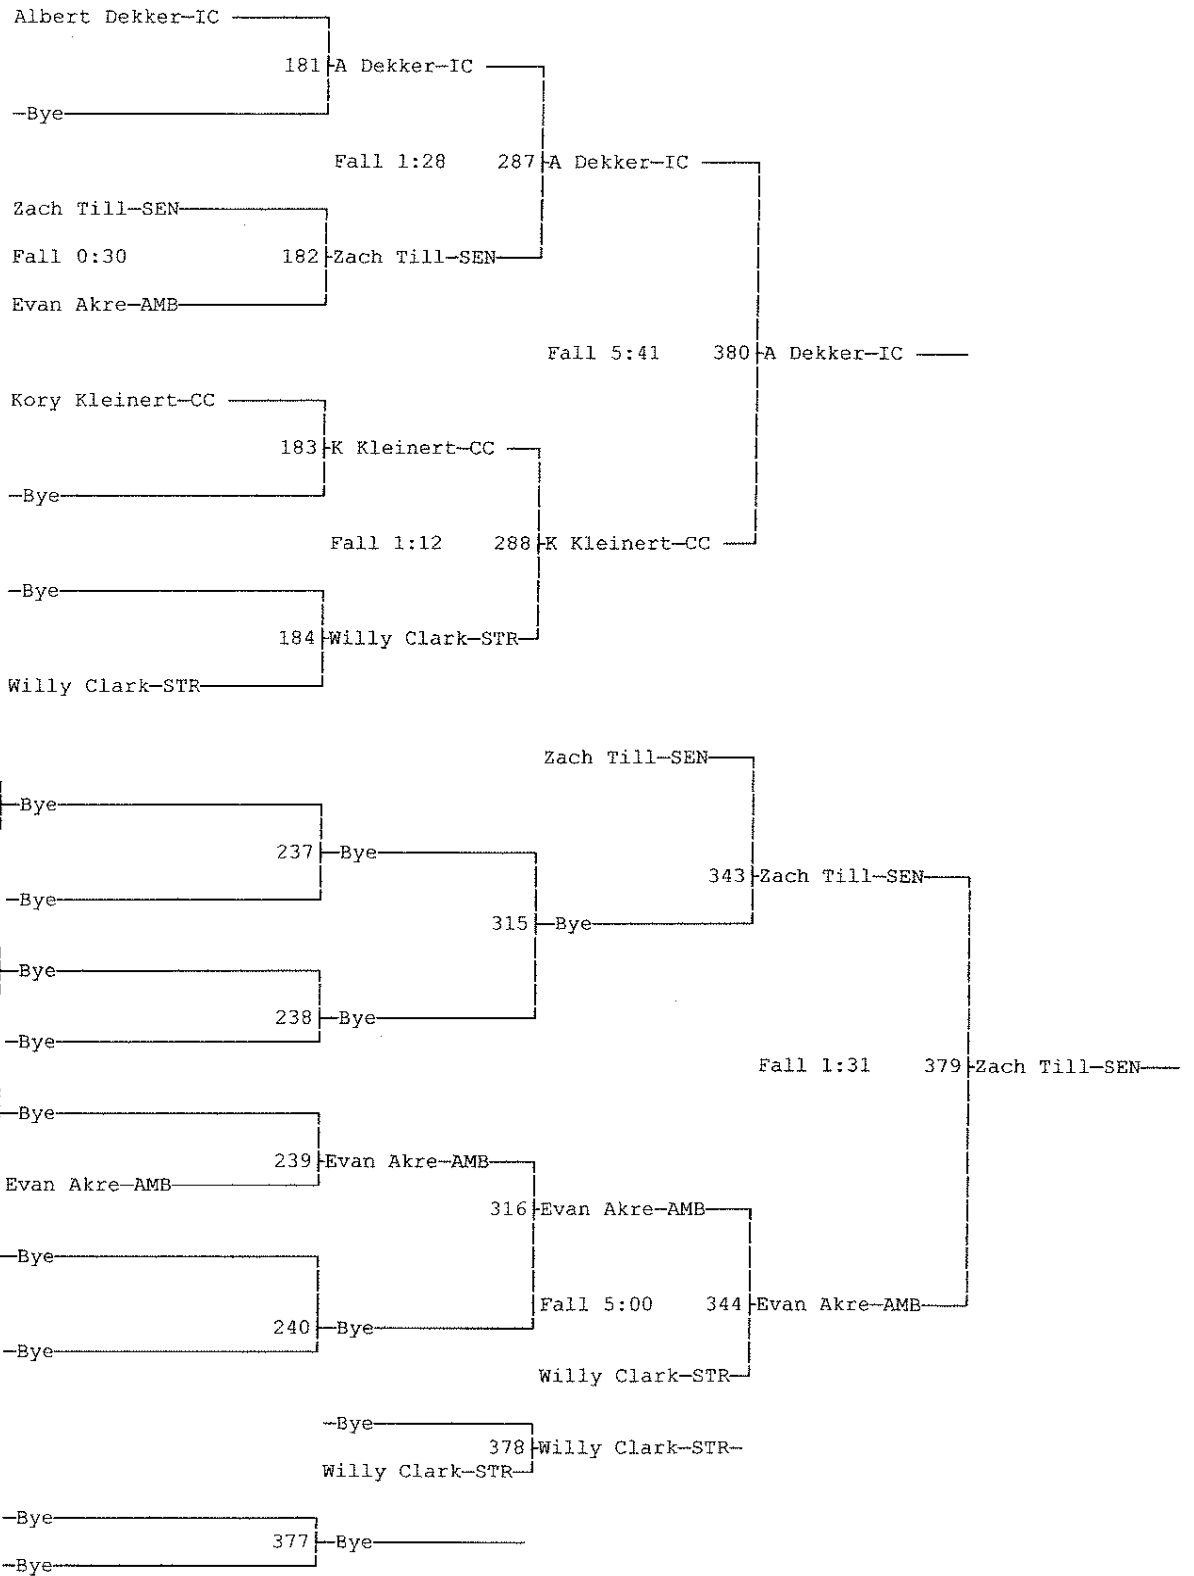 Albert Dekker-IC
181 A Dekker-IC
-Bye
Fall 1:28 287 A Dekker-IC
Zach Till-SEN
Fall 0:30 182 Zach Till-SEN
Evan Akre-AMB
Fall 5:41 380 A Dekker-IC
Kory Kleinert-CC
183 K Kleinert-CC
-Bye
Fall 1:12 288 K Kleinert-CC
-Bye
184 Willy Clark-STR
Willy Clark-STR
Zach Till-SEN
-Bye
237 -Bye
343 Zach Till-SEN
-Bye
315 -Bye
-Bye
238 -Bye
-Bye
Fall 1:31 379 Zach Till-SEN
-Bye
239 Evan Akre-AMB
Evan Akre-AMB
316 Evan Akre-AMB
-Bye
Fall 5:00 344 Evan Akre-AMB
240 -Bye
-Bye
Willy Clark-STR
-Bye
378 Willy Clark-STR-
Willy Clark-STR
-Bye
377 -Bye
-Bye